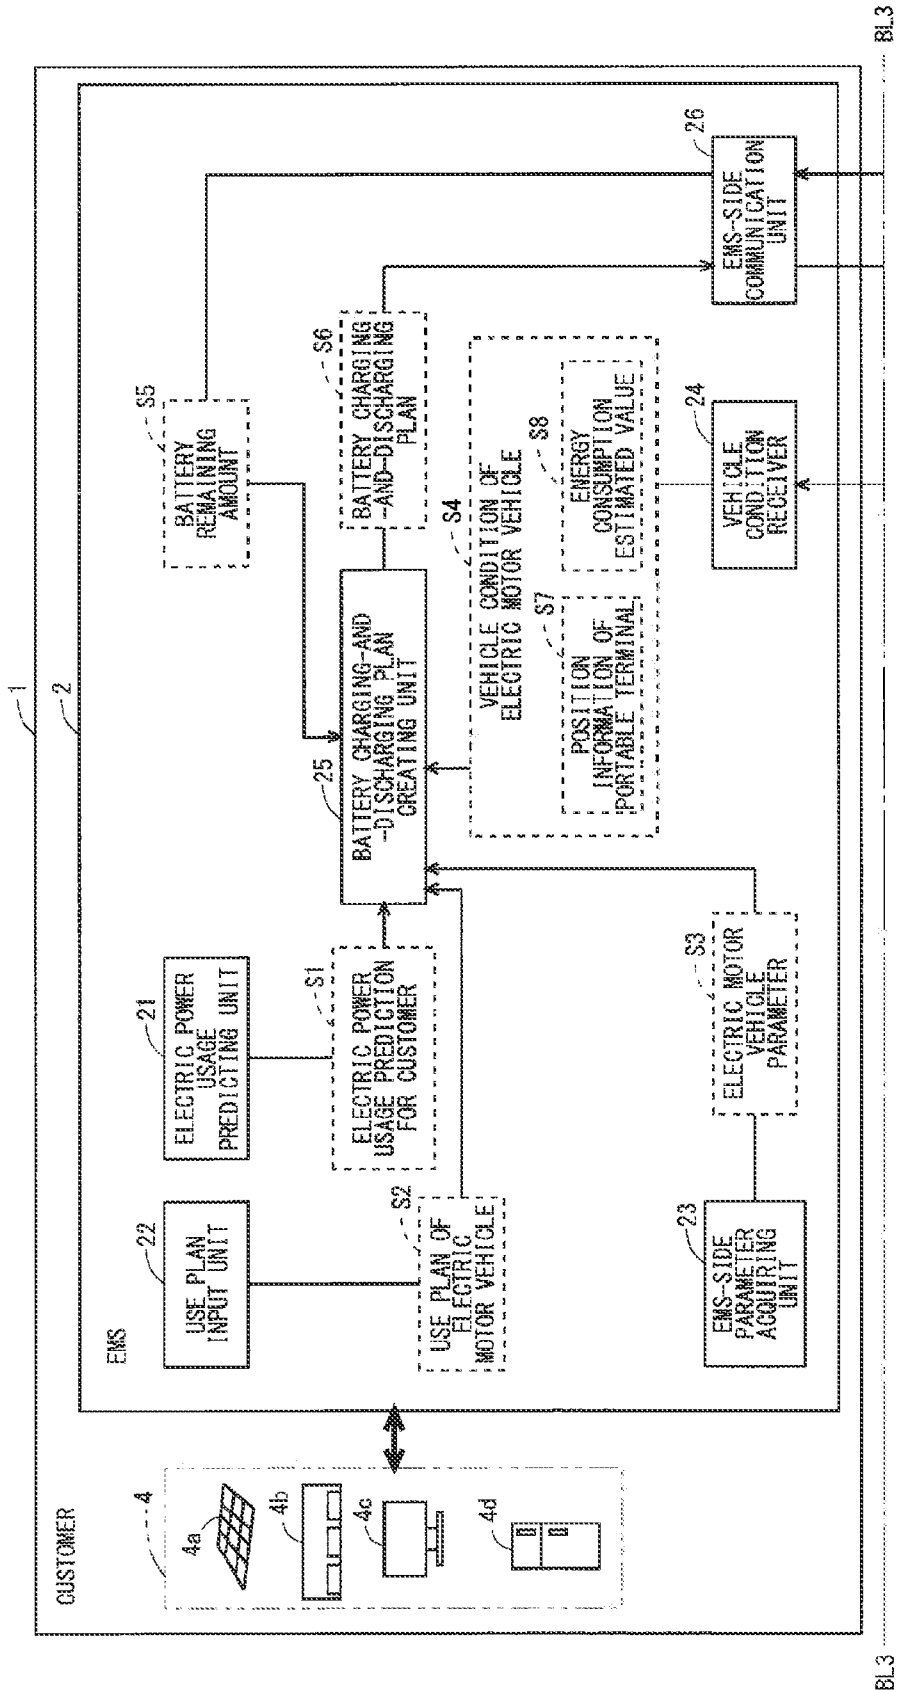 CUSTOMER
1
EMS
2
4
4a
4b
4c
4d
22
USE PLAN
INPUT UNIT
21
ELECTRIC POWER
USAGE
PREDICTING UNIT
S5
BATTERY
REMAINING
AMOUNT
S1
ELECTRIC POWER
USAGE PREDICTION
FOR CUSTOMER
25
BATTERY CHARGING-AND
-DISCHARGING PLAN
CREATING UNIT
S6
BATTERY CHARGING
-AND-DISCHARGING
PLAN
S2
USE PLAN OF
ELECTRIC
MOTOR VEHICLE
S4
VEHICLE CONDITION OF
ELECTRIC MOTOR VEHICLE
S7
POSITION
INFORMATION OF
PORTABLE TERMINAL
S8
ENERGY
CONSUMPTION
ESTIMATED VALUE
23
EMS-SIDE
PARAMETER
ACQUIRING
UNIT
S3
ELECTRIC MOTOR
VEHICLE
PARAMETER
24
VEHICLE
CONDITION
RECEIVER
26
EMS-SIDE
COMMUNICATION
UNIT
BL3
BL3